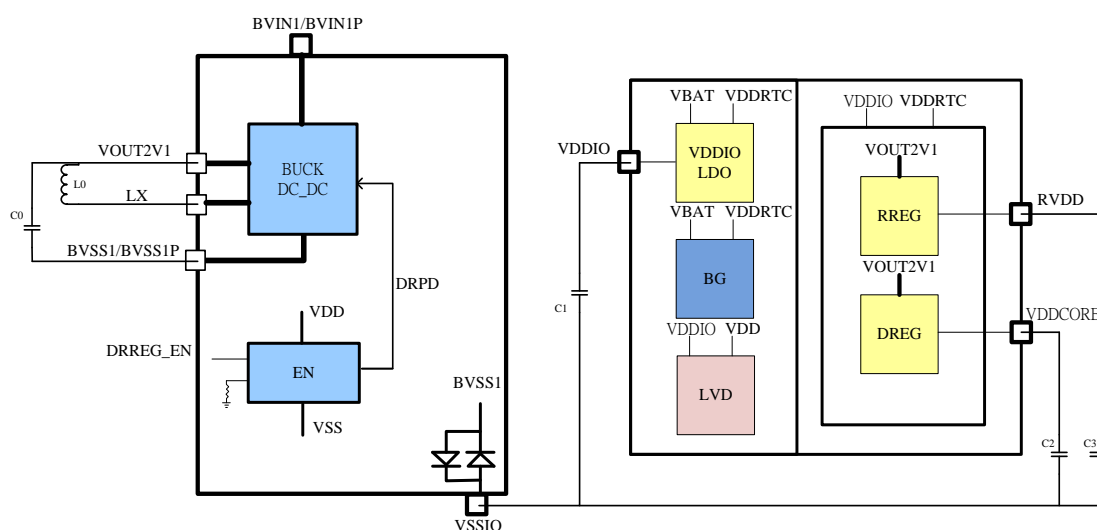 BVIN1/BVIN1P
VOUT2V1
L0
LX
C0
BVSS1/BVSS1P
BUCK
DC_DC
DRPD
VDD
DRREG_EN
EN
VSS
BVSS1
VSSIO
VDDIO
C1
VBAT VDDRTC
VDDIO
LDO
VBAT VDDRTC
BG
VDDIO VDD
LVD
VDDIO VDDRTC
VOUT2V1
RREG
VOUT2V1
DREG
RVDD
VDDCORE
C2
C3